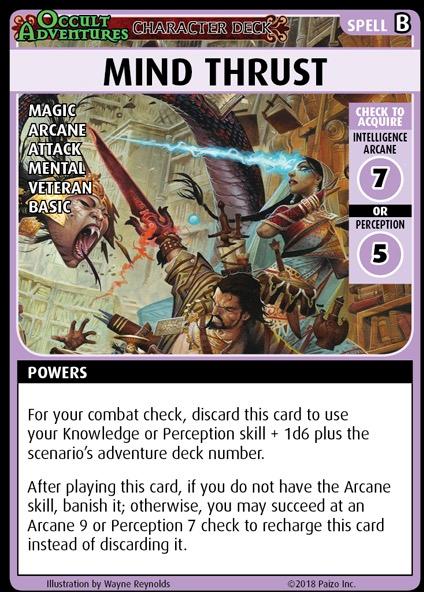 OCCULT
ADVENTURES CHARACTER DECK
SPELL B
MIND THRUST
MAGIC
ARCANE
ATTACK
MENTAL
VETERAN
BASIC
CHECK TO
ACQUIRE
INTELLIGENCE
ARCANE
7
OR
PERCEPTION
5
POWERS
For your combat check, discard this card to use
your Knowledge or Perception skill + 1d6 plus the
scenario's adventure deck number.
After playing this card, if you do not have the Arcane
skill, banish it; otherwise, you may succeed at an
Arcane 9 or Perception 7 check to recharge this card
instead of discarding it.
Illustration by Wayne Reynolds ©2018 Paizo Inc.